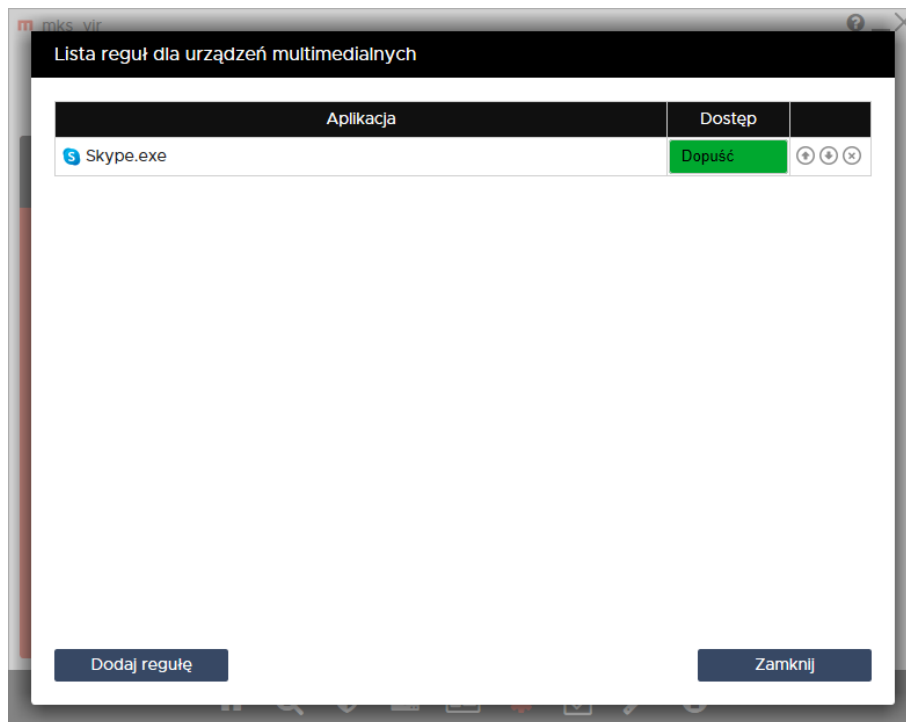 mks_vir
Lista reguł dla urządzeń multimedialnych
Aplikacja Dostęp
Skype.exe Dopuść
Dodaj regułę Zamknij